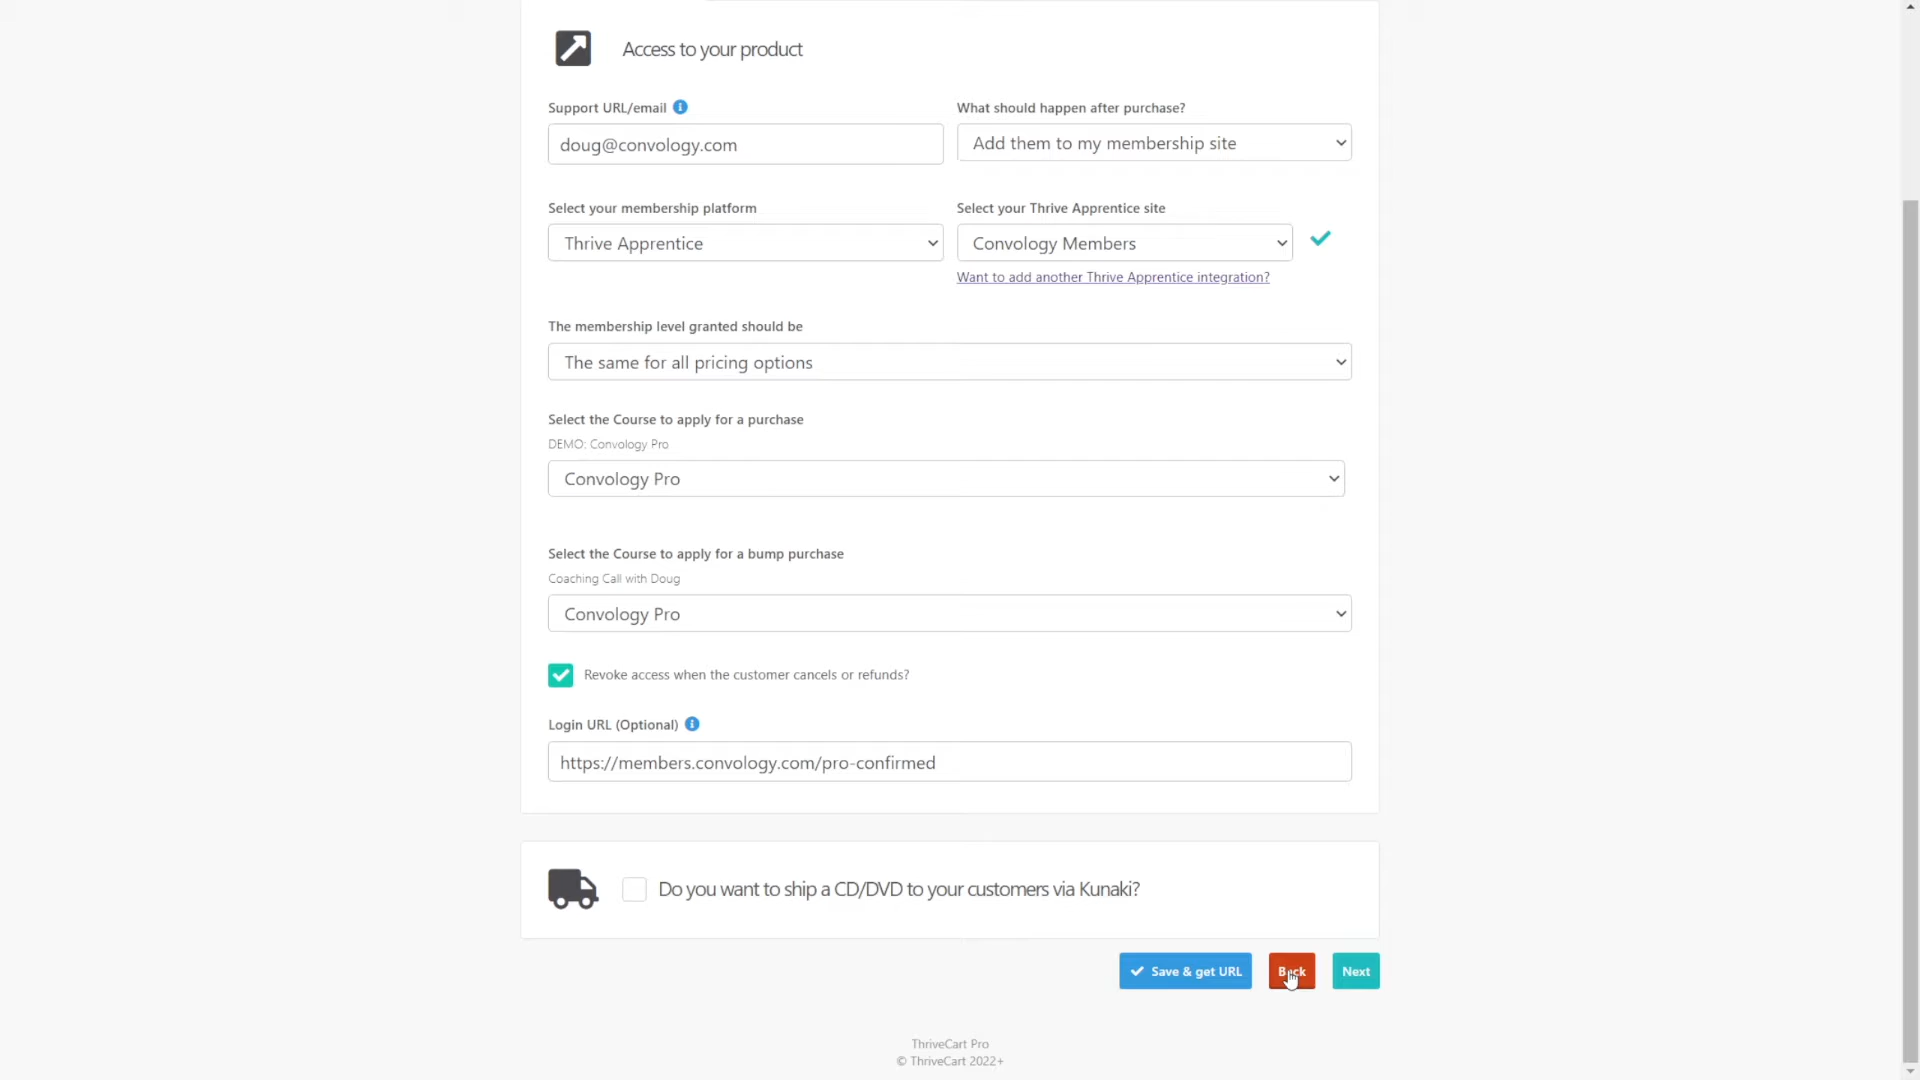 Access to your product
Support URL/email
What should happen after purchase?
doug@convology.com
Add them to my membership site
Select your membership platform
Select your Thrive Apprentice site
Thrive Apprentice
Convology Members
Want to add another Thrive Apprentice integration?
The membership level granted should be
The same for all pricing options
Select the Course to apply for a purchase
DEMO: Convology Pro
Convology Pro
Select the Course to apply for a bump purchase
Coaching Call with Doug
Convology Pro
Revoke access when the customer cancels or refunds?
Login URL (Optional)
https://members.convology.com/pro-confirmed
Do you want to ship a CD/DVD to your customers via Kunaki?
Save & get URL
Back
Next
ThriveCart Pro
© ThriveCart 2022+